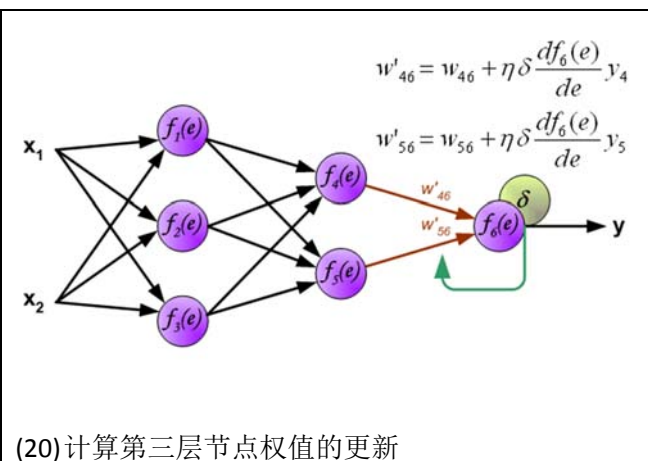 w'₄₆ = w₄₆ + ηδ df₆(e)/de y₄
w'₅₆ = w₅₆ + ηδ df₆(e)/de y₅
x₁
f₁(e)
f₄(e)
w'₄₆
δ
f₂(e)
w'₅₆
f₆(e)
y
f₅(e)
x₂
f₃(e)
(20)计算第三层节点权值的更新